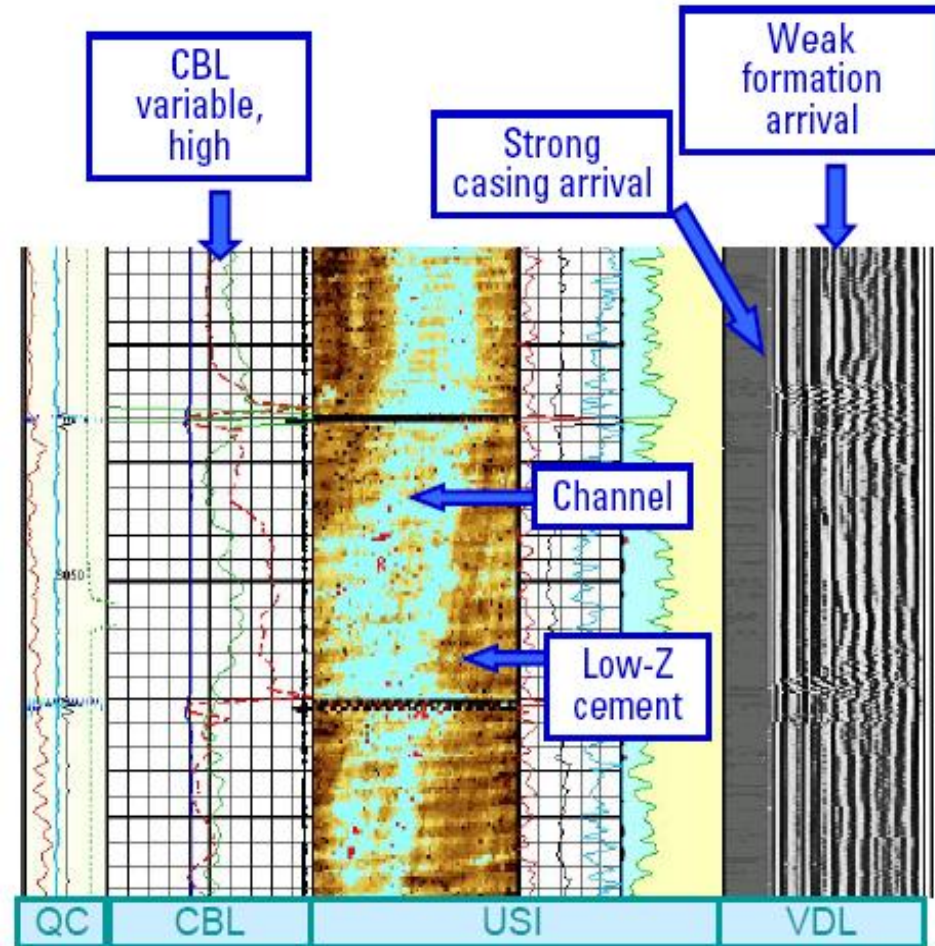 CBL
variable,
high
Strong
casing arrival
Weak
formation
arrival
Channel
R
Low-Z
cement
QC
CBL
USI
VDL